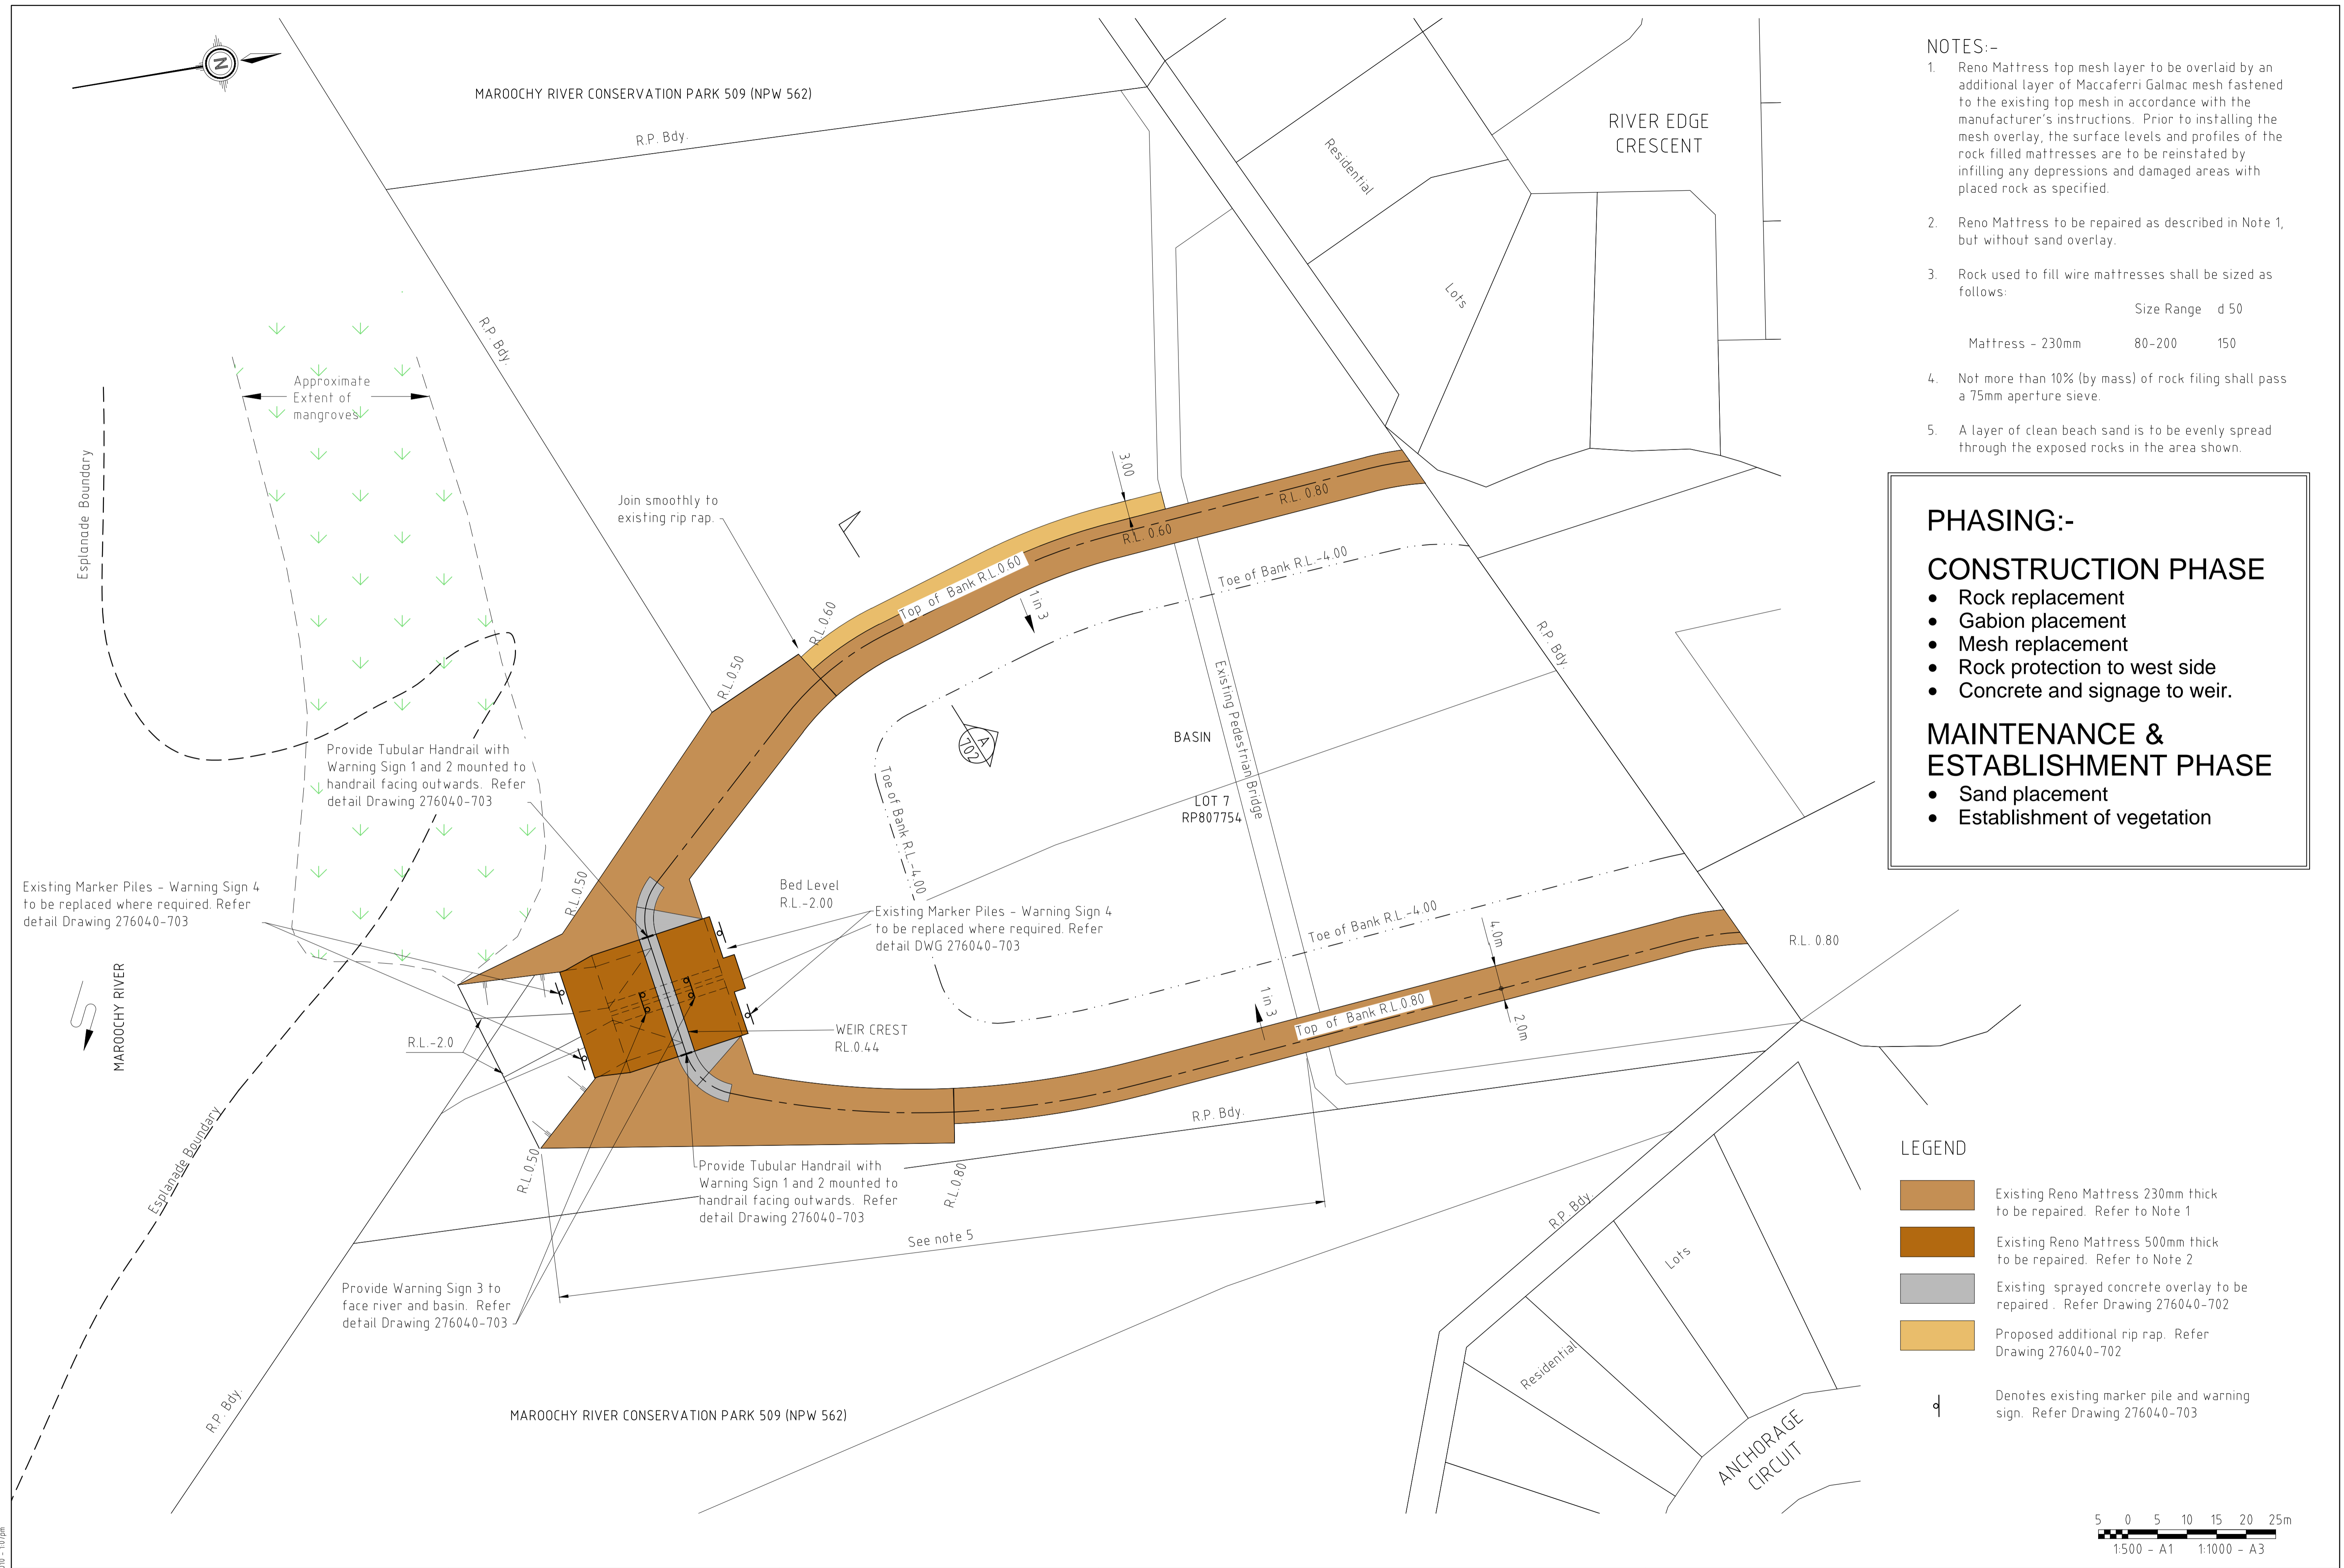 N
MAROOCHY RIVER CONSERVATION PARK 509 (NPW 562)
R.P. Bdy.
R.P. Bdy.
Residential
RIVER EDGE
CRESCENT
Lots
Approximate
Extent of
mangroves
Esplanade Boundary
Join smoothly to
existing rip rap.
3.00
R.L. 0.80
R.L. 0.60
Top of Bank R.L.0.60
R.L.0.60
1 in 3
Toe of Bank R.L.-4.00
R.P. Bdy.
R.L.0.50
Existing Pedestrian Bridge
A
702
BASIN
LOT 7
RP807754
Toe of Bank R.L.-4.00
Provide Tubular Handrail with
Warning Sign 1 and 2 mounted to
handrail facing outwards. Refer
detail Drawing 276040-703
Existing Marker Piles - Warning Sign 4
to be replaced where required. Refer
detail Drawing 276040-703
R.L.0.50
Bed Level
R.L.-2.00
Existing Marker Piles - Warning Sign 4
to be replaced where required. Refer
detail DWG 276040-703
Toe of Bank R.L.-4.00
4.0m
R.L. 0.80
MAROOCHY RIVER
R.L.-2.0
WEIR CREST
RL.0.44
1 in 3
Top of Bank R.L.0.80
2.0m
Esplanade Boundary
R.P. Bdy.
R.L.0.50
Provide Tubular Handrail with
Warning Sign 1 and 2 mounted to
handrail facing outwards. Refer
detail Drawing 276040-703
R.L.0.80
See note 5
R.P. Bdy.
Lots
Provide Warning Sign 3 to
face river and basin. Refer
detail Drawing 276040-703
R.P. Bdy.
Residential
MAROOCHY RIVER CONSERVATION PARK 509 (NPW 562)
ANCHORAGE
CIRCUIT
NOTES:-
1. Reno Mattress top mesh layer to be overlaid by an
additional layer of Maccaferri Galmac mesh fastened
to the existing top mesh in accordance with the
manufacturer's instructions. Prior to installing the
mesh overlay, the surface levels and profiles of the
rock filled mattresses are to be reinstated by
infilling any depressions and damaged areas with
placed rock as specified.
2. Reno Mattress to be repaired as described in Note 1,
but without sand overlay.
3. Rock used to fill wire mattresses shall be sized as
follows:
Size Range d 50
Mattress - 230mm 80-200 150
4. Not more than 10% (by mass) of rock filing shall pass
a 75mm aperture sieve.
5. A layer of clean beach sand is to be evenly spread
through the exposed rocks in the area shown.
PHASING:-
CONSTRUCTION PHASE
• Rock replacement
• Gabion placement
• Mesh replacement
• Rock protection to west side
• Concrete and signage to weir.
MAINTENANCE &
ESTABLISHMENT PHASE
• Sand placement
• Establishment of vegetation
LEGEND
Existing Reno Mattress 230mm thick
to be repaired. Refer to Note 1
Existing Reno Mattress 500mm thick
to be repaired. Refer to Note 2
Existing sprayed concrete overlay to be
repaired . Refer Drawing 276040-702
Proposed additional rip rap. Refer
Drawing 276040-702
Denotes existing marker pile and warning
sign. Refer Drawing 276040-703
5 0 5 10 15 20 25m
1:500 - A1 1:1000 - A3